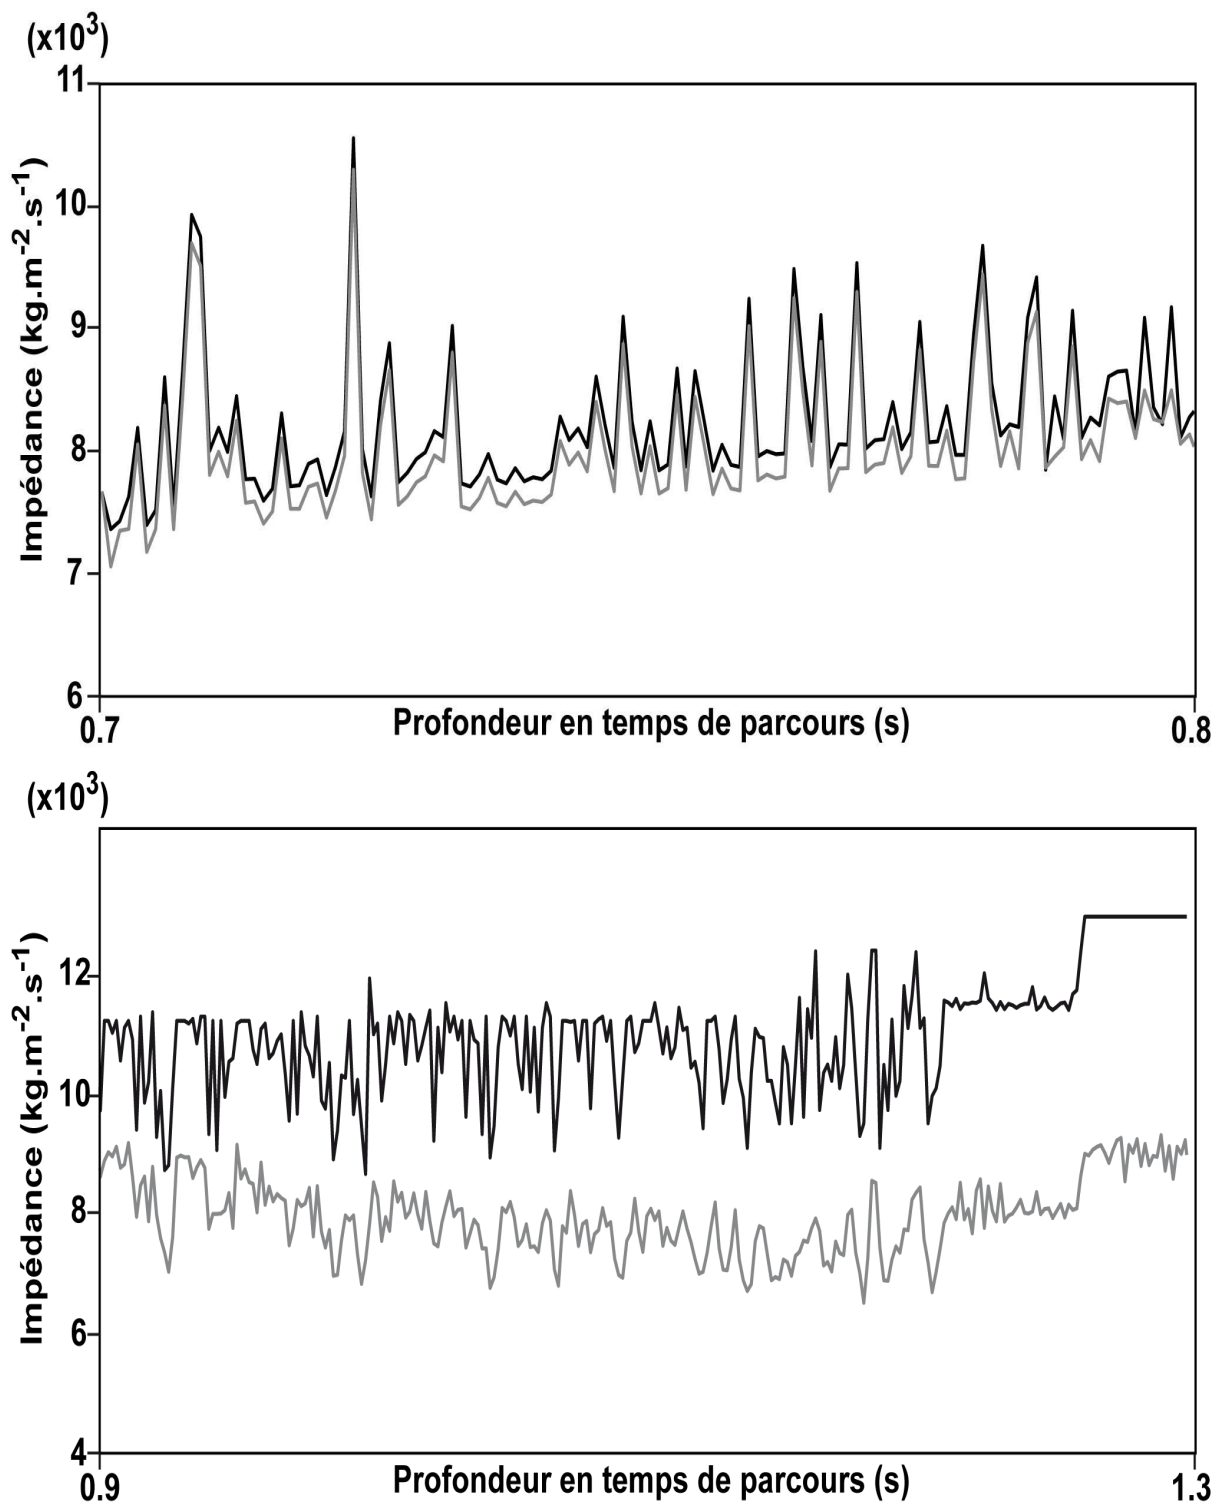 (x10³)
11
10
9
8
7
6
Impédance (kg.m⁻².s⁻¹)
0.7
Profondeur en temps de parcours (s)
0.8
(x10³)
12
10
8
6
4
Impédance (kg.m⁻².s⁻¹)
0.9
Profondeur en temps de parcours (s)
1.3